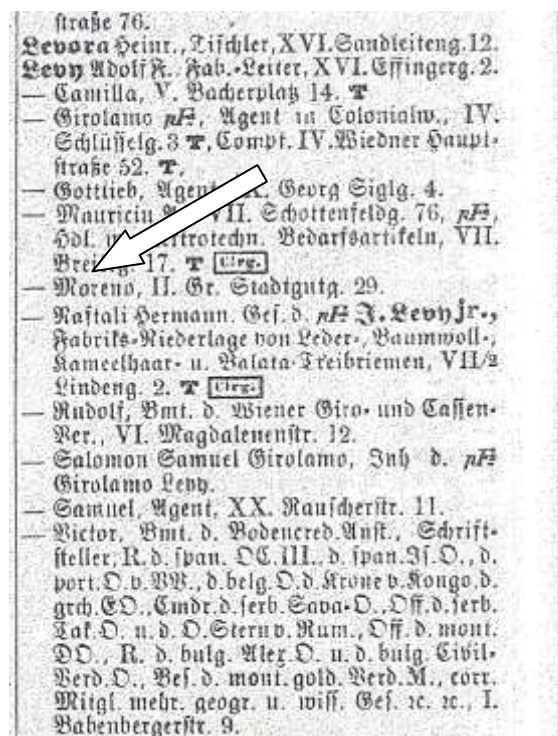 straße 76.
Levora Heinr., Tischler, XVI. Sandleiteng. 12.
Levy Adolf F., Fab.-Leiter, XVI. Effingerg. 2.
— Camilla, V. Bacherplatz 14. T
— Girolamo pF, Agent in Colonialw., IV.
Schlüsselg. 3 T, Compt. IV. Wiedner Haupt-
straße 52. T,
— Gottlieb, Agent, Georg Siglg. 4.
— Mauricio VII. Schottenfeldg. 76, pF,
Hdl. Bedarfsartikeln, VII.
17. T Clrg.
— Moreno, II. Gr. Stadtgutg. 29.
— Naftali Hermann. Ges. d. pF J. Levy jr.,
Fabriks-Niederlage von Leder-, Baumwoll-,
Kameelhaar- u. Balata-Treibriemen, VII/2
Lindeng. 2. T Clrg.
— Rudolf, Bmt. d. Wiener Giro- und Cassen-
Ver., VI. Magdalenenstr. 12.
— Salomon Samuel Girolamo, Inh d. pF
Girolamo Levy.
— Samuel, Agent, XX. Rauscherstr. 11.
— Victor, Bmt. d. Bodencred. Anst., Schrift-
steller, R. d. span. OC. III., d. span. Is. O., d.
port. O. v. VV., d. belg. O. d. Krone v. Kongo, d.
grch. EO., Cmdr. d. serb. Sava-O., Off. d. serb.
Tak. O. u. d. O. Stern v. Rum., Off. d. mont.
DO., R. d. bulg. Alex O. u. d. bulg. Civil-
Verd. O., Bes. d. mont. gold. Verd. M., corr.
Mitgl. mehr. geogr. u. wiss. Ges. ꝛc. ꝛc., I.
Babenbergerstr. 9.